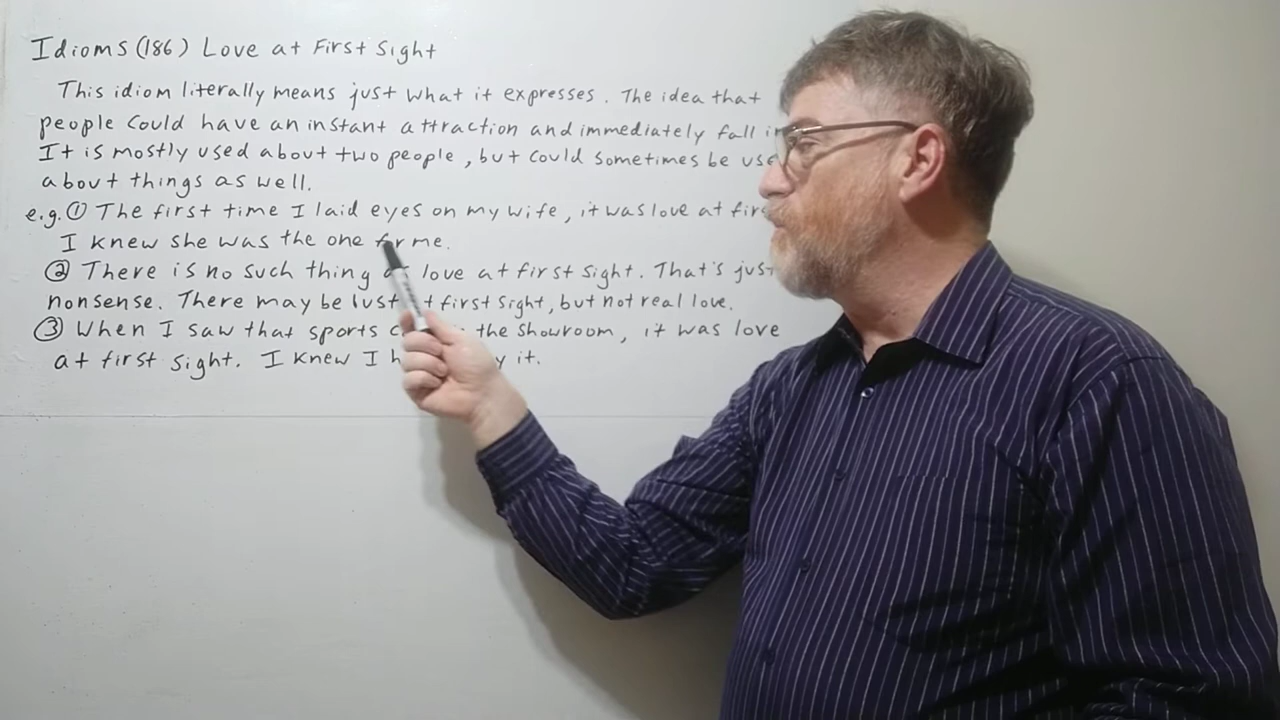 Idioms (186) Love at First Sight
This idiom literally means just what it expresses. The idea that
people could have an instant attraction and immediately fall
It is mostly used about two people, but could sometimes be
about things as well.
e.g. ① The first time I laid eyes on my wife, it was love at
I knew she was the one for me.
② There is no such thing love at first sight. That's just
nonsense. There may be lust first sight, but not real love.
③ When I saw that sports the showroom, it was love
at first sight. I knew I it.